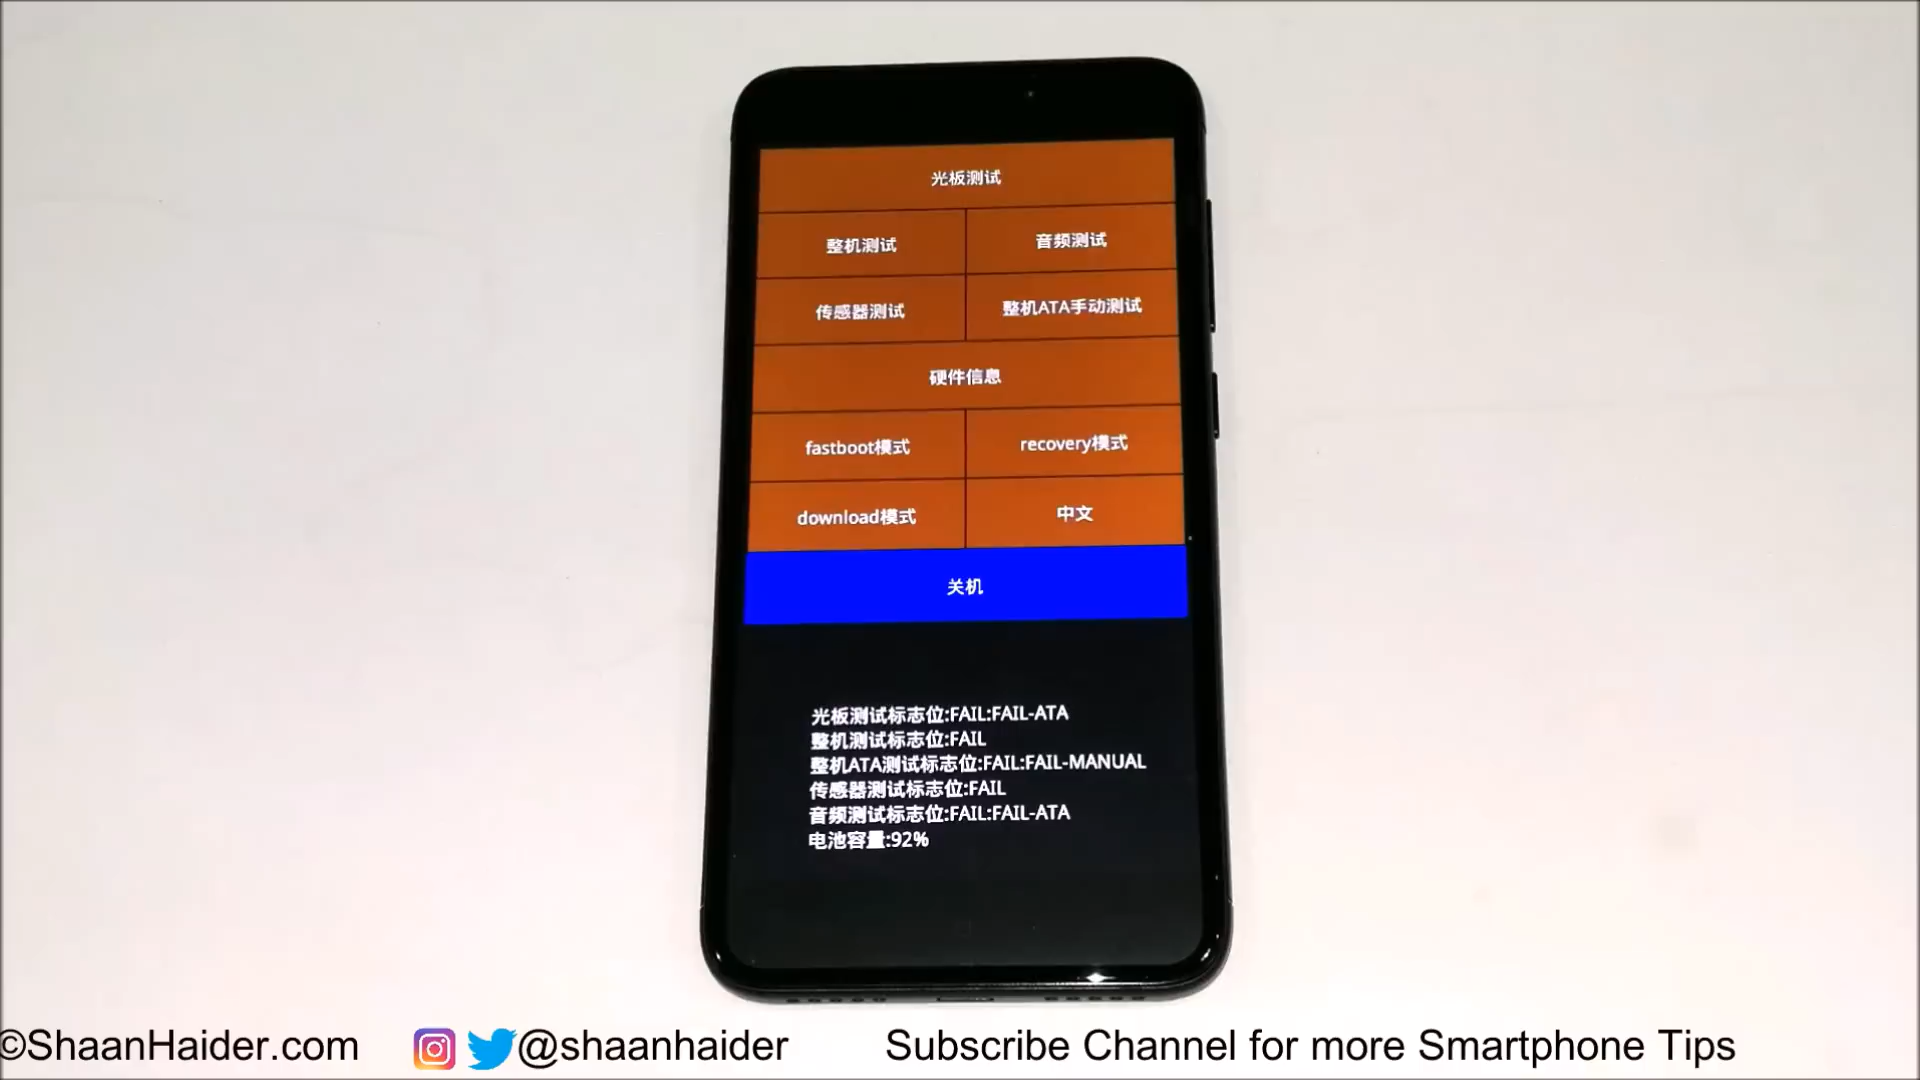 光板测试
整机测试
音频测试
传感器测试
整机ATA手动测试
硬件信息
fastboot模式
recovery模式
download模式
中文
关机
光板测试标志位:FAIL:FAIL-ATA
整机测试标志位:FAIL
整机ATA测试标志位:FAIL:FAIL-MANUAL
传感器测试标志位:FAIL
音频测试标志位:FAIL:FAIL-ATA
电池容量:92%
©ShaanHaider.com
@shaanhaider
Subscribe Channel for more Smartphone Tips